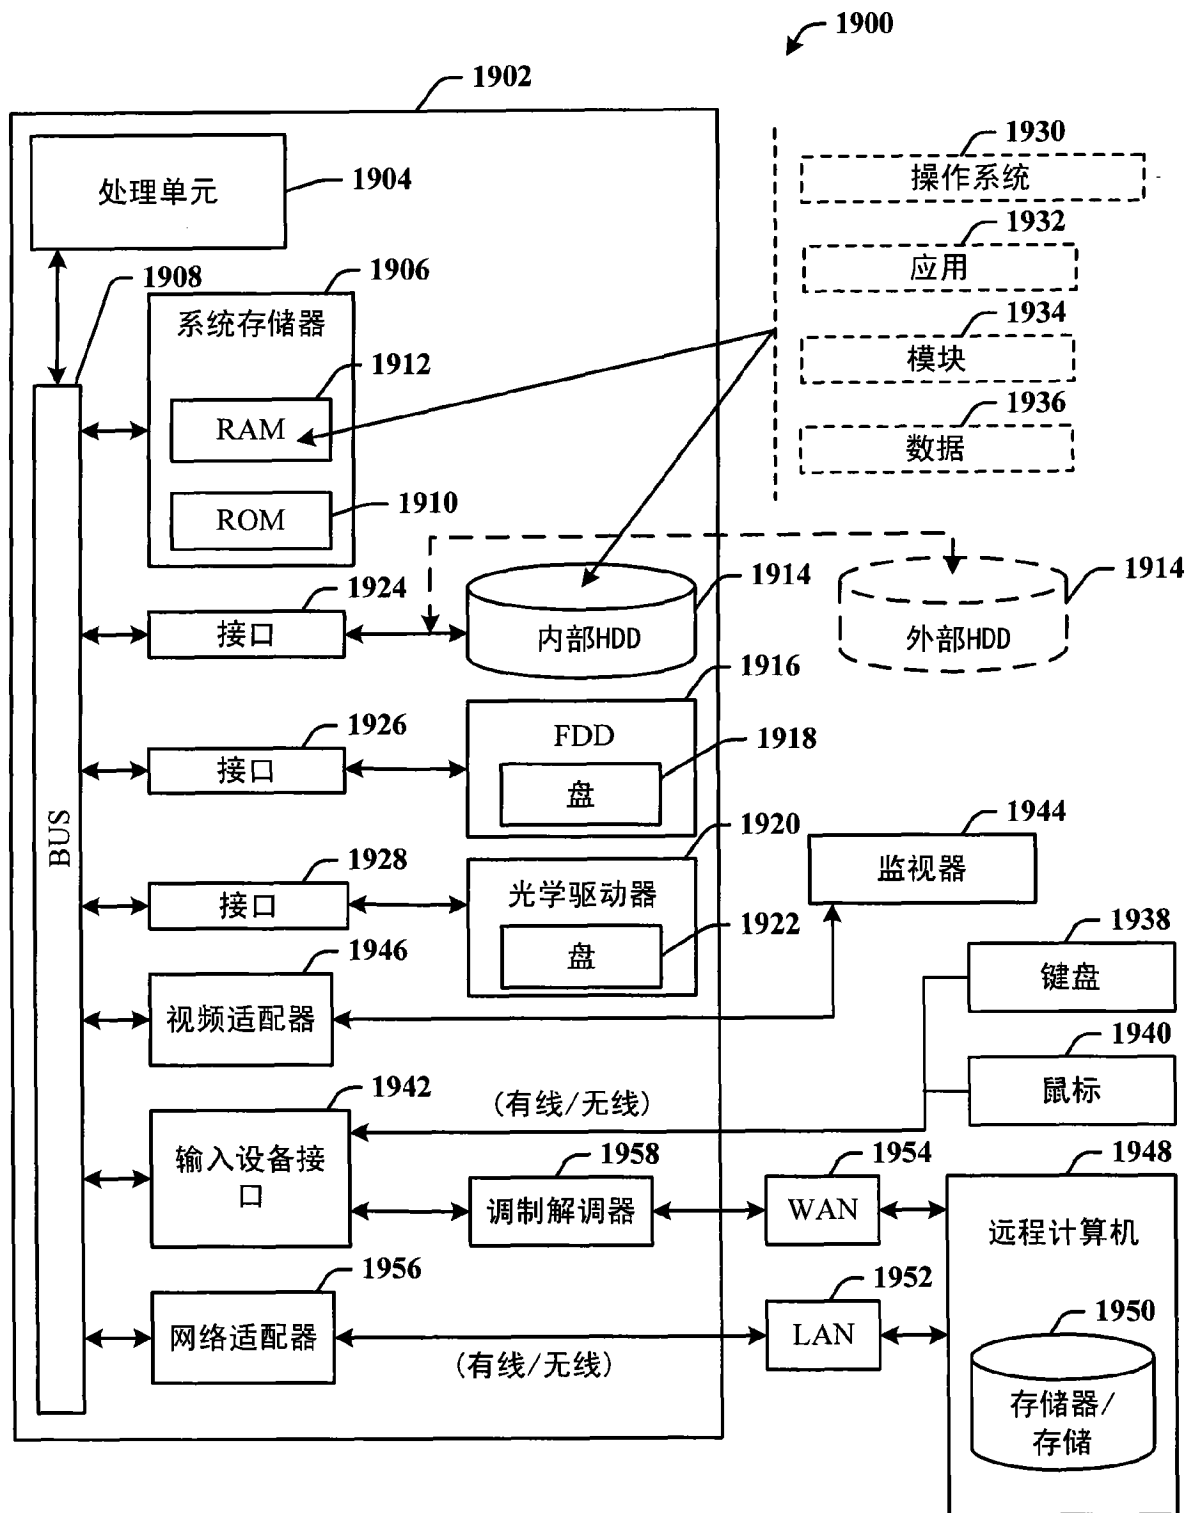 1900
1902
1930
处理单元
1904
操作系统
1932
1908
1906
应用
系统存储器
1934
1912
模块
RAM
1936
数据
1910
ROM
1924
1914
1914
接口
内部HDD
外部HDD
1916
1926
FDD
1918
接口
盘
BUS
1920
1944
1928
监视器
接口
光学驱动器
1922
1938
1946
盘
键盘
视频适配器
1940
1942
(有线/无线)
鼠标
输入设备接
口
1958
1954
1948
调制解调器
WAN
远程计算机
1956
1952
网络适配器
LAN
1950
(有线/无线)
存储器/
存储